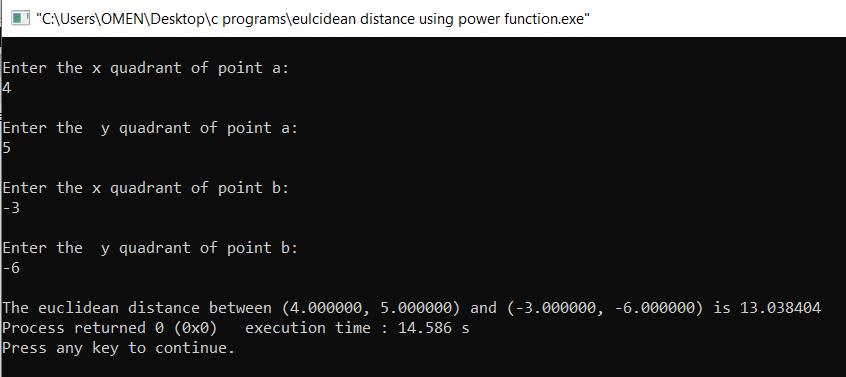 "C:\Users\OMEN\Desktop\c programs\eulcidean distance using power function.exe"
Enter the x quadrant of point a:
4
Enter the  y quadrant of point a:
5
Enter the x quadrant of point b:
-3
Enter the  y quadrant of point b:
-6
The euclidean distance between (4.000000, 5.000000) and (-3.000000, -6.000000) is 13.038404
Process returned 0 (0x0)   execution time : 14.586 s
Press any key to continue.